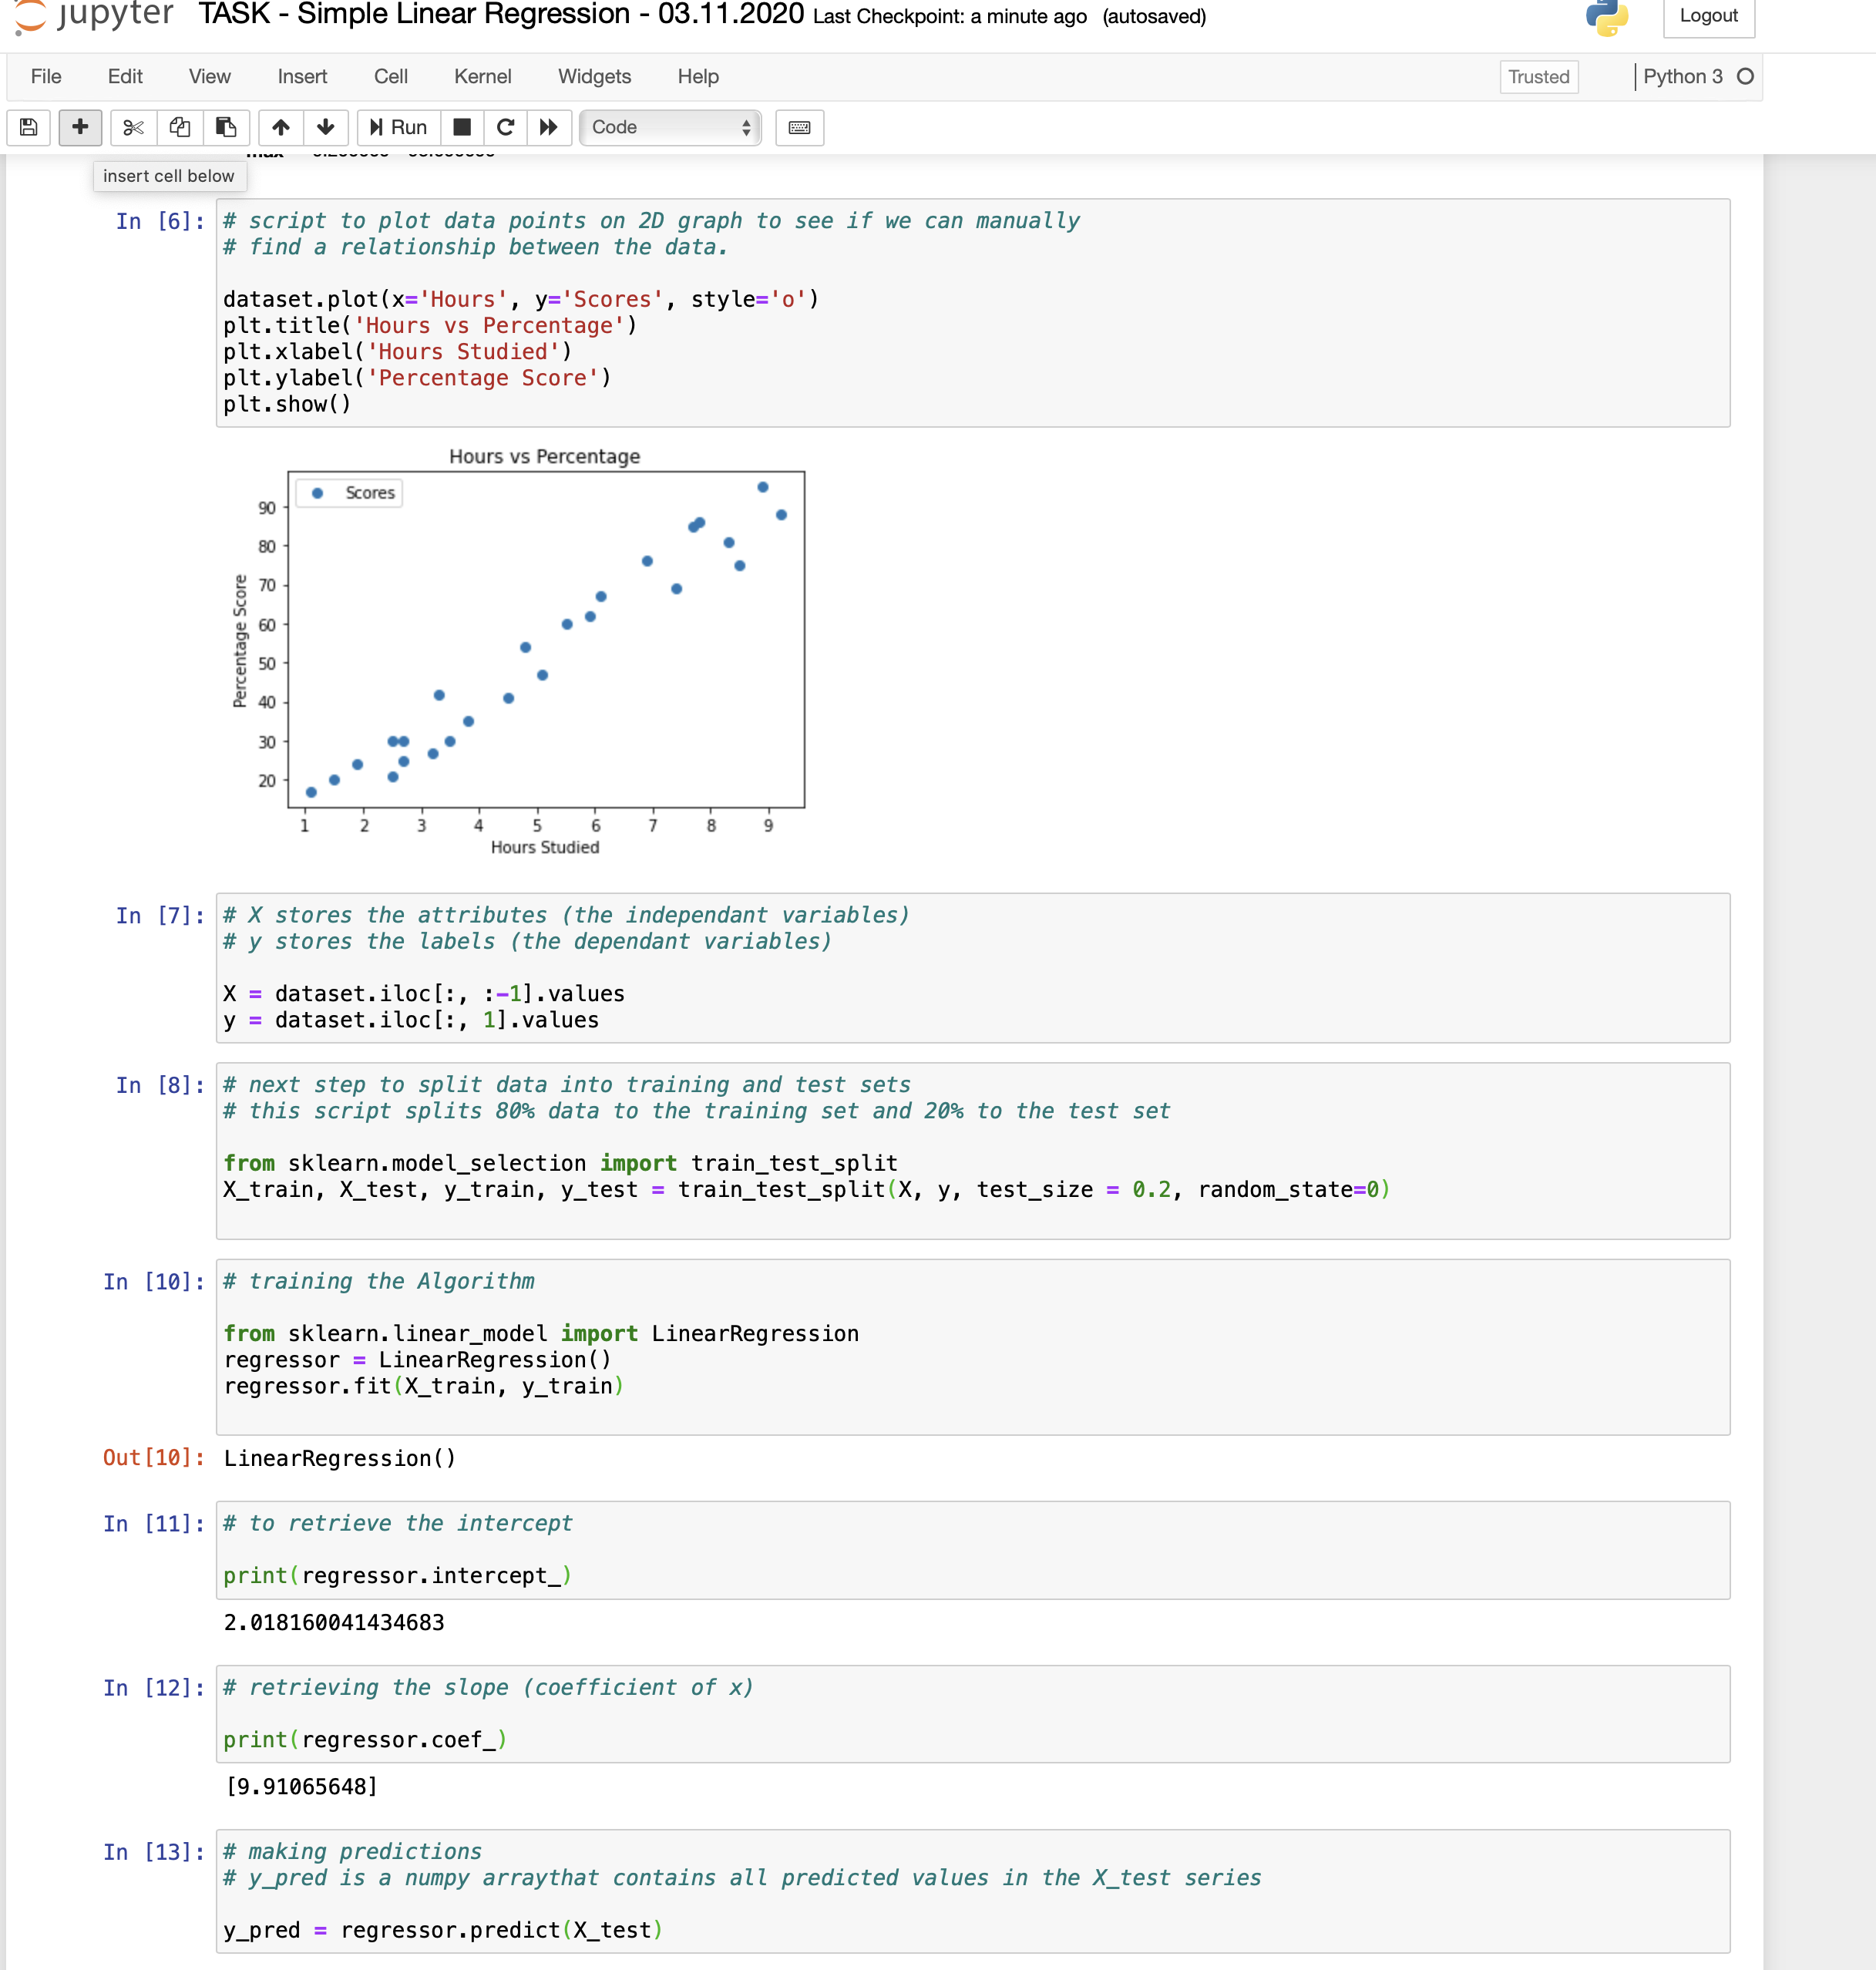 jupyter TASK - Simple Linear Regression - 03.11.2020 Last Checkpoint: a minute ago (autosaved) Logout
File Edit View Insert Cell Kernel Widgets Help Trusted Python 3
Run Code
insert cell below
In [6]: # script to plot data points on 2D graph to see if we can manually
# find a relationship between the data.
dataset.plot(x='Hours', y='Scores', style='o')
plt.title('Hours vs Percentage')
plt.xlabel('Hours Studied')
plt.ylabel('Percentage Score')
plt.show()
Hours vs Percentage
Scores
90
80
70
60
50
40
30
20
Percentage Score
1 2 3 4 5 6 7 8 9
Hours Studied
In [7]: # X stores the attributes (the independant variables)
# y stores the labels (the dependant variables)
X = dataset.iloc[:, :-1].values
y = dataset.iloc[:, 1].values
In [8]: # next step to split data into training and test sets
# this script splits 80% data to the training set and 20% to the test set
from sklearn.model_selection import train_test_split
X_train, X_test, y_train, y_test = train_test_split(X, y, test_size = 0.2, random_state=0)
In [10]: # training the Algorithm
from sklearn.linear_model import LinearRegression
regressor = LinearRegression()
regressor.fit(X_train, y_train)
Out[10]: LinearRegression()
In [11]: # to retrieve the intercept
print(regressor.intercept_)
2.018160041434683
In [12]: # retrieving the slope (coefficient of x)
print(regressor.coef_)
[9.91065648]
In [13]: # making predictions
# y_pred is a numpy arraythat contains all predicted values in the X_test series
y_pred = regressor.predict(X_test)